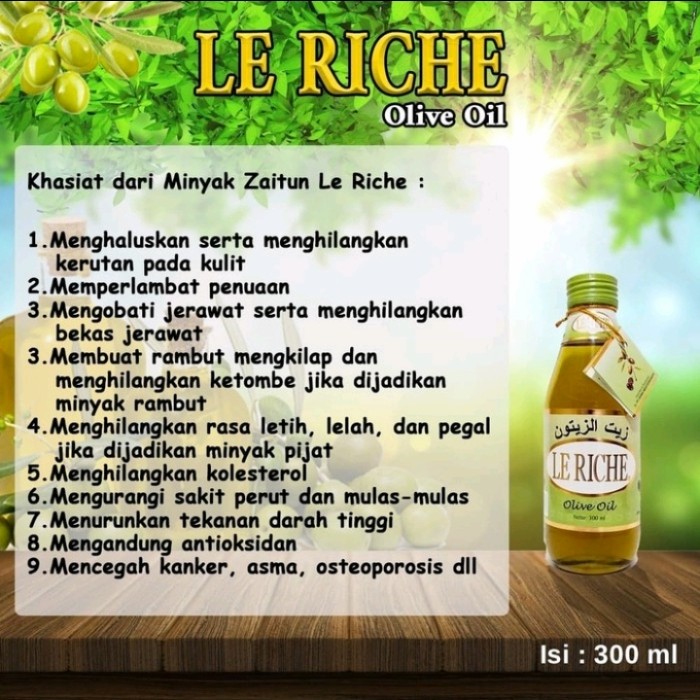 LE RICHE
Olive Oil
Khasiat dari Minyak Zaitun Le Riche :
1.Menghaluskan serta menghilangkan
kerutan pada kulit
2.Memperlambat penuaan
3.Mengobati jerawat serta menghilangkan
bekas jerawat
3.Membuat rambut mengkilap dan
menghilangkan ketombe jika dijadikan
minyak rambut
4.Menghilangkan rasa letih, lelah, dan pegal
jika dijadikan minyak pijat
5.Menghilangkan kolesterol
6.Mengurangi sakit perut dan mulas-mulas
7.Menurunkan tekanan darah tinggi
8.Mengandung antioksidan
9.Mencegah kanker, asma, osteoporosis dll
زيت الزيتون
LE RICHE
Olive Oil
Netto: 300 ml
Isi : 300 ml